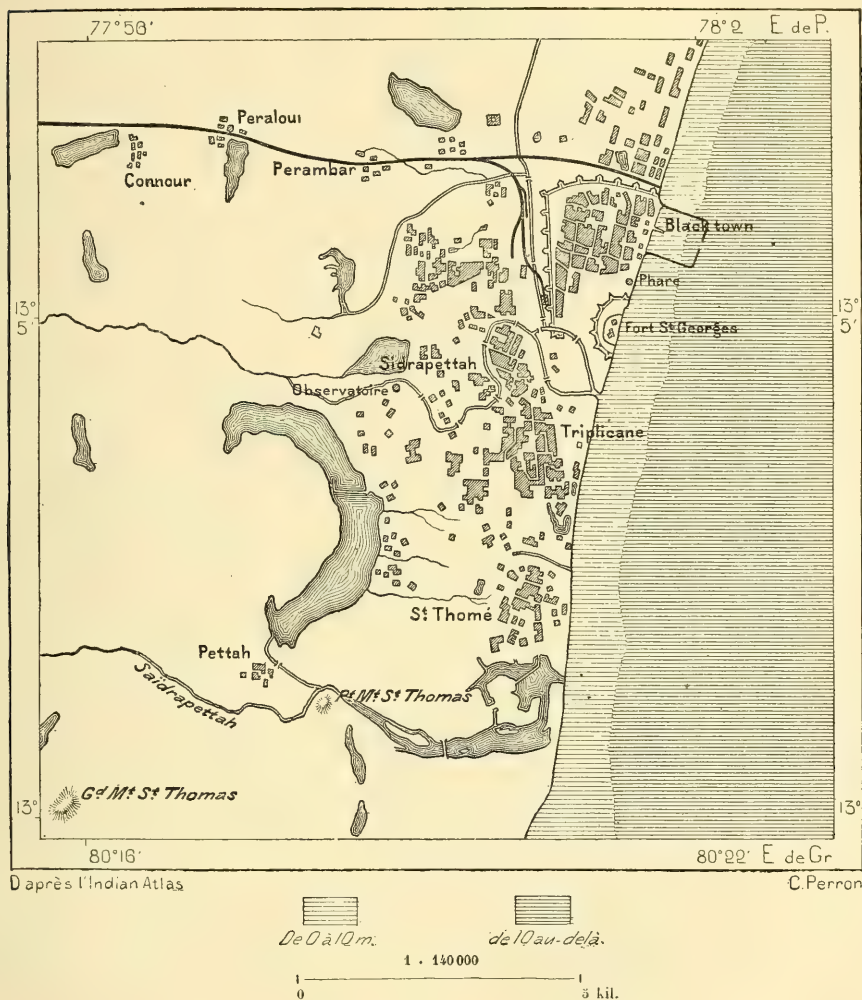 77°56' 78°2 E de P.
Peraloui
Connour
Perambar
Black town
Phare
13°
5'
13°
5'
Fort St Georges
Sidrapettah
Observatoire
Triplicane
St Thomé
Pettah
Saïdrapettah
Pt Mt St Thomas
Gd Mt St Thomas
13°
13°
80°16' 80°22' E de Gr
D'après l'Indian Atlas
C. Perron
De 0 à 10 m.
de 10 au-delà.
1 : 140000
0 5 kil.